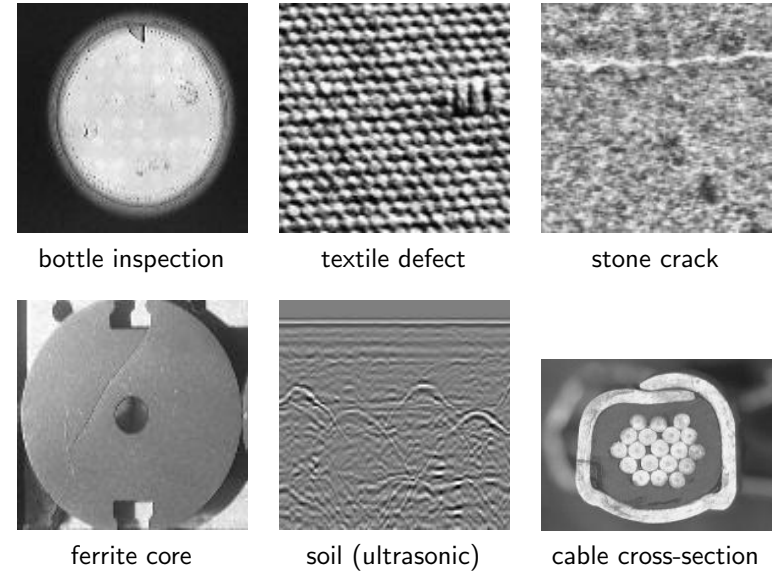 bottle inspection
textile defect
stone crack
ferrite core
soil (ultrasonic)
cable cross-section